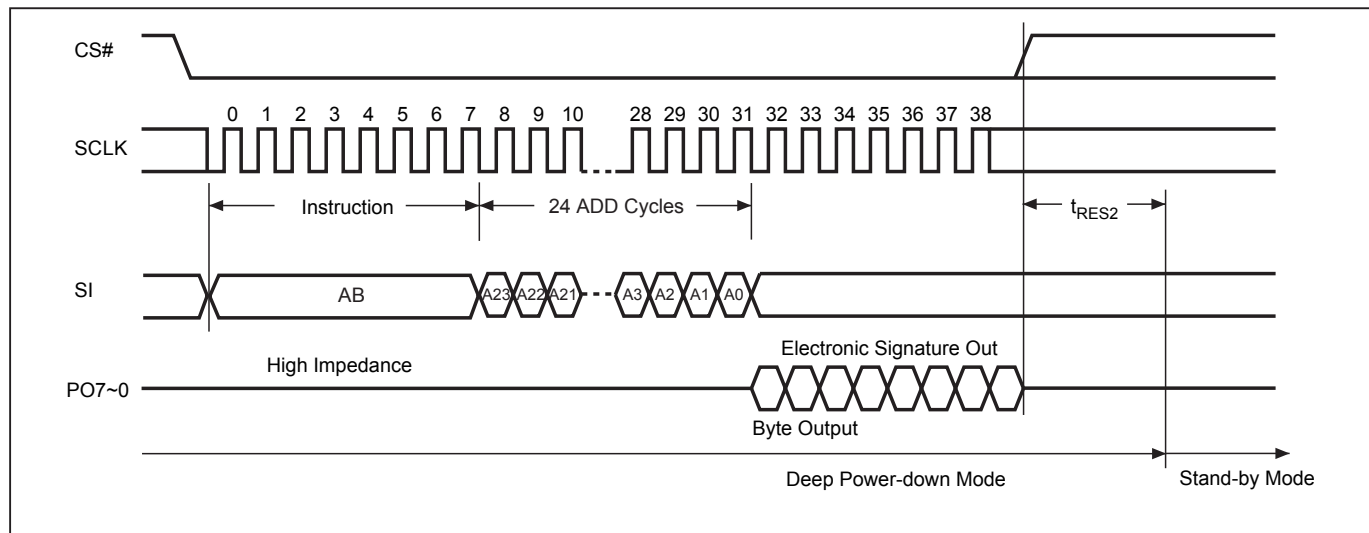 CS#
0 1 2 3 4 5 6 7 8 9 10 28 29 30 31 32 33 34 35 36 37 38
SCLK
Instruction 24 ADD Cycles tRES2
SI AB A23 A22 A21 A3 A2 A1 A0
Electronic Signature Out
High Impedance
PO7~0
Byte Output
Deep Power-down Mode Stand-by Mode